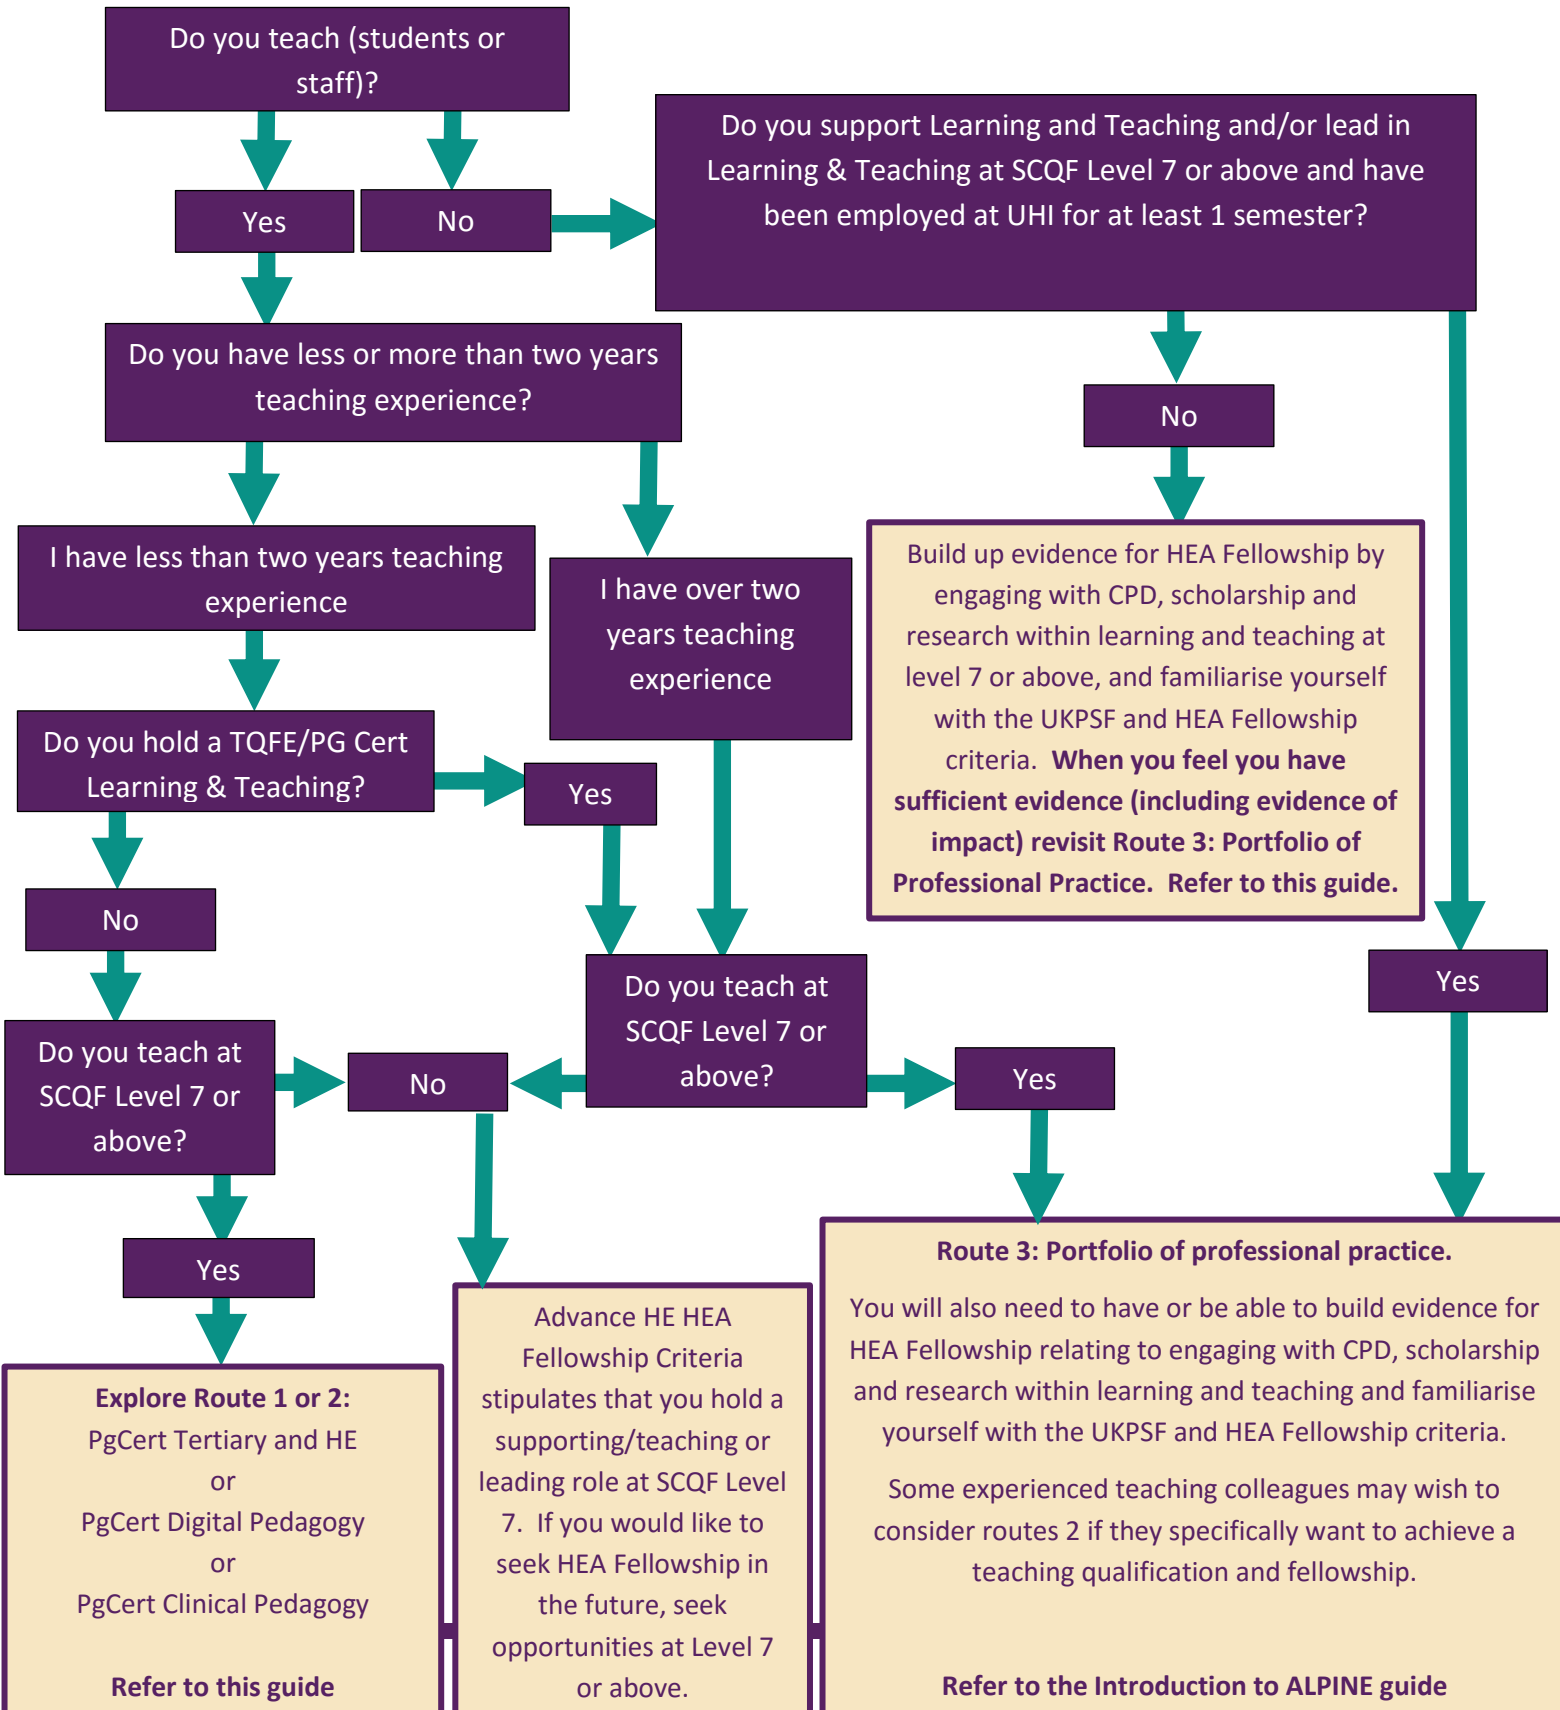 Do you teach (students or
staff)?
Do you support Learning and Teaching and/or lead in
Learning & Teaching at SCQF Level 7 or above and have
been employed at UHI for at least 1 semester?
Yes
No
Do you have less or more than two years
teaching experience?
No
I have less than two years teaching
experience
I have over two
years teaching
experience
Build up evidence for HEA Fellowship by
engaging with CPD, scholarship and
research within learning and teaching at
level 7 or above, and familiarise yourself
with the UKPSF and HEA Fellowship
criteria. When you feel you have
sufficient evidence (including evidence of
impact) revisit Route 3: Portfolio of
Professional Practice. Refer to this guide.
Do you hold a TQFE/PG Cert
Learning & Teaching?
Yes
No
Do you teach at
SCQF Level 7 or
above?
Yes
Do you teach at
SCQF Level 7 or
above?
No
Yes
Yes
Explore Route 1 or 2:
PgCert Tertiary and HE
or
PgCert Digital Pedagogy
or
PgCert Clinical Pedagogy
Refer to this guide
Advance HE HEA
Fellowship Criteria
stipulates that you hold a
supporting/teaching or
leading role at SCQF Level
7. If you would like to
seek HEA Fellowship in
the future, seek
opportunities at Level 7
or above.
Route 3: Portfolio of professional practice.
You will also need to have or be able to build evidence for
HEA Fellowship relating to engaging with CPD, scholarship
and research within learning and teaching and familiarise
yourself with the UKPSF and HEA Fellowship criteria.
Some experienced teaching colleagues may wish to
consider routes 2 if they specifically want to achieve a
teaching qualification and fellowship.
Refer to the Introduction to ALPINE guide